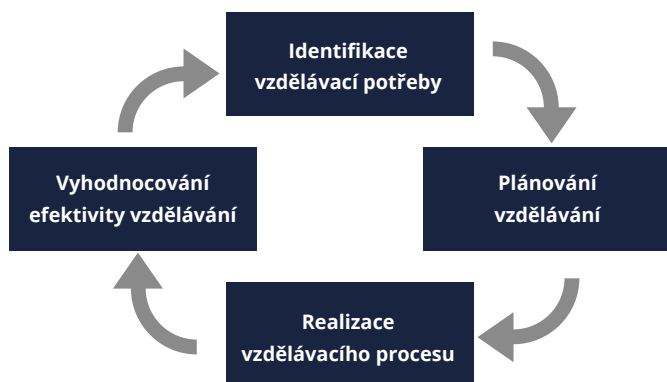 Identifikace
vzdělávací potřeby
Vyhodnocování
efektivity vzdělávání
Plánování
vzdělávání
Realizace
vzdělávacího procesu